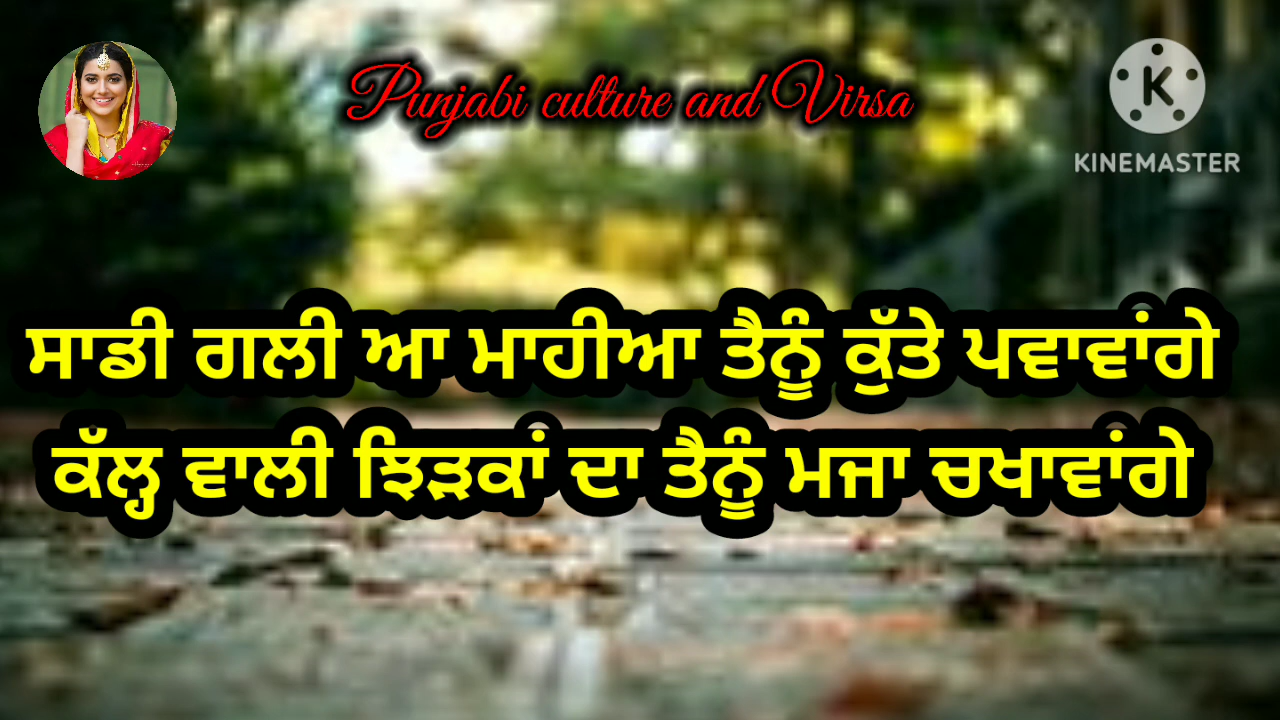 Punjabi culture and Virsa
K
KINEMASTER
ਸਾਡੀ ਗਲੀ ਆ ਮਾਹੀਆ ਤੈਨੂੰ ਕੁੱਤੇ ਪਵਾਵਾਂਗੇ
ਕੱਲ੍ਹ ਵਾਲੀ ਝਿੜਕਾਂ ਦਾ ਤੈਨੂੰ ਮਜਾ ਚਖਾਵਾਂਗੇ